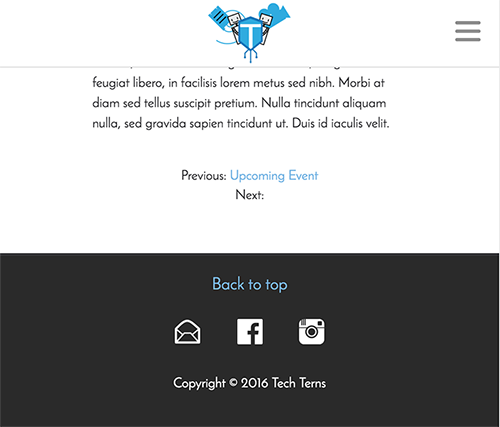 T
feugiat libero, in facilisis lorem metus sed nibh. Morbi at
diam sed tellus suscipit pretium. Nulla tincidunt aliquam
nulla, sed gravida sapien tincidunt ut. Duis id iaculis velit.
Previous: Upcoming Event
Next:
Back to top
Copyright © 2016 Tech Terns